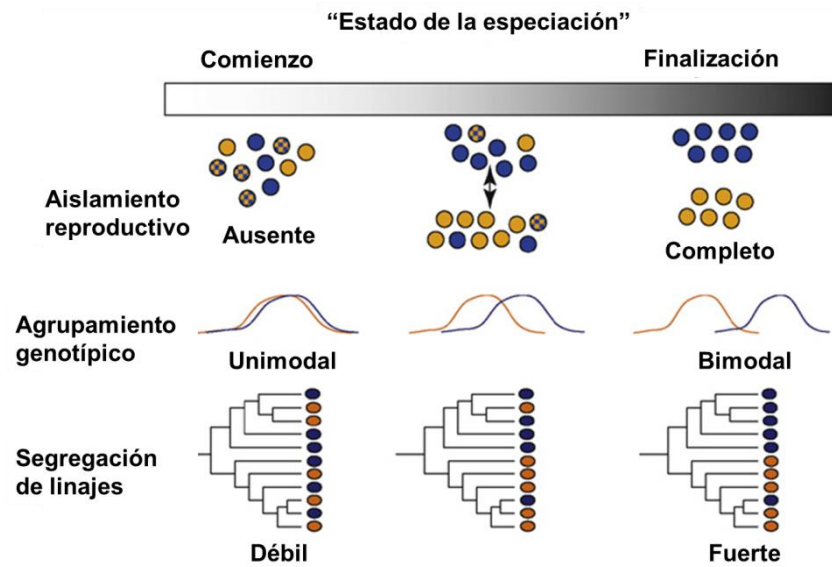 “Estado de la especiación”
Comienzo
Finalización
Aislamiento
reproductivo
Ausente
Completo
Agrupamiento
genotípico
Unimodal
Bimodal
Segregación
de linajes
Débil
Fuerte